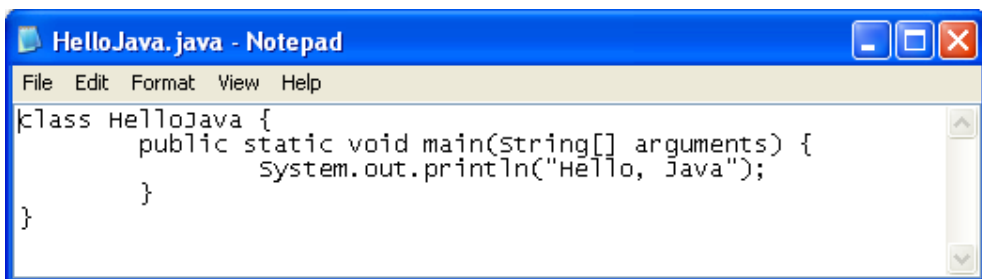 HelloJava.java - Notepad
File Edit Format View Help
class HelloJava {
        public static void main(String[] arguments) {
                System.out.println("Hello, Java");
        }
}